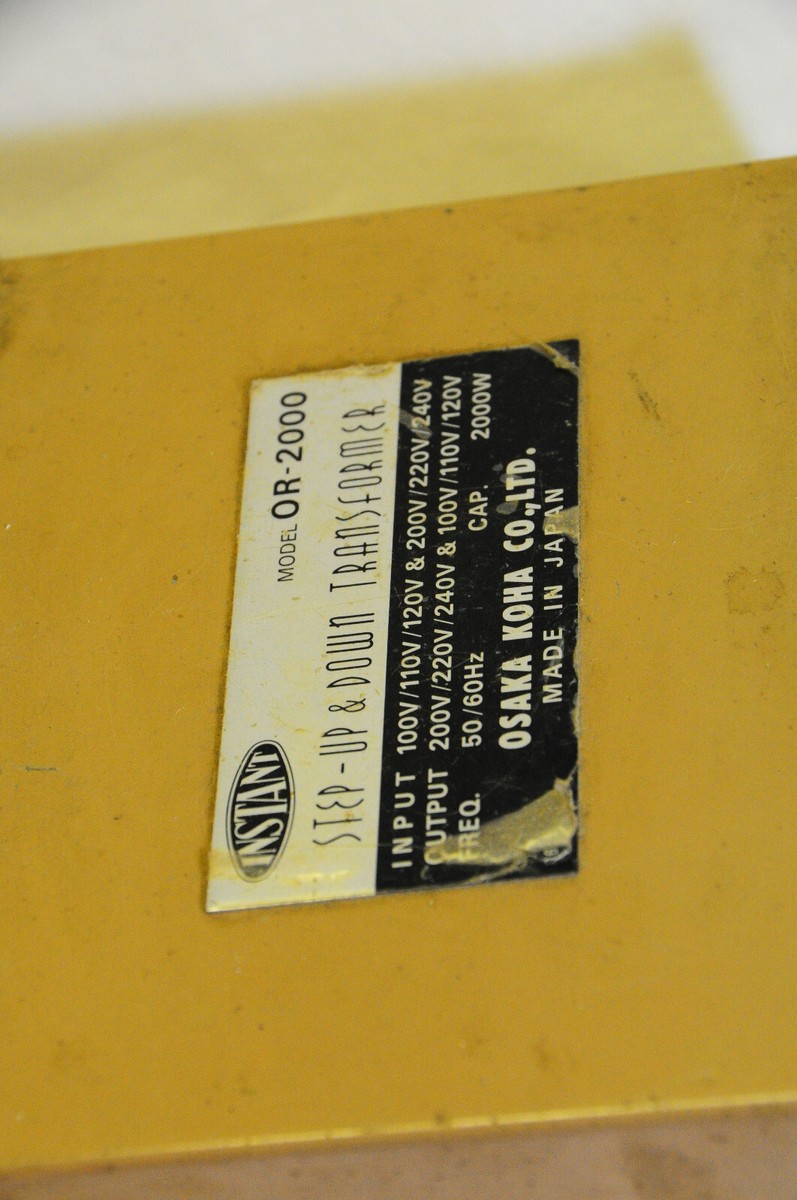 INSTANT
MODEL OR-2000
STEP-UP & DOWN TRANSFORMER
INPUT 100V/110V/120V & 200V/220V/240V
OUTPUT 200V/220V/240V & 100V/110V/120V
FREQ. 50/60Hz CAP. 2000W
OSAKA KOHA CO.,LTD.
MADE IN JAPAN